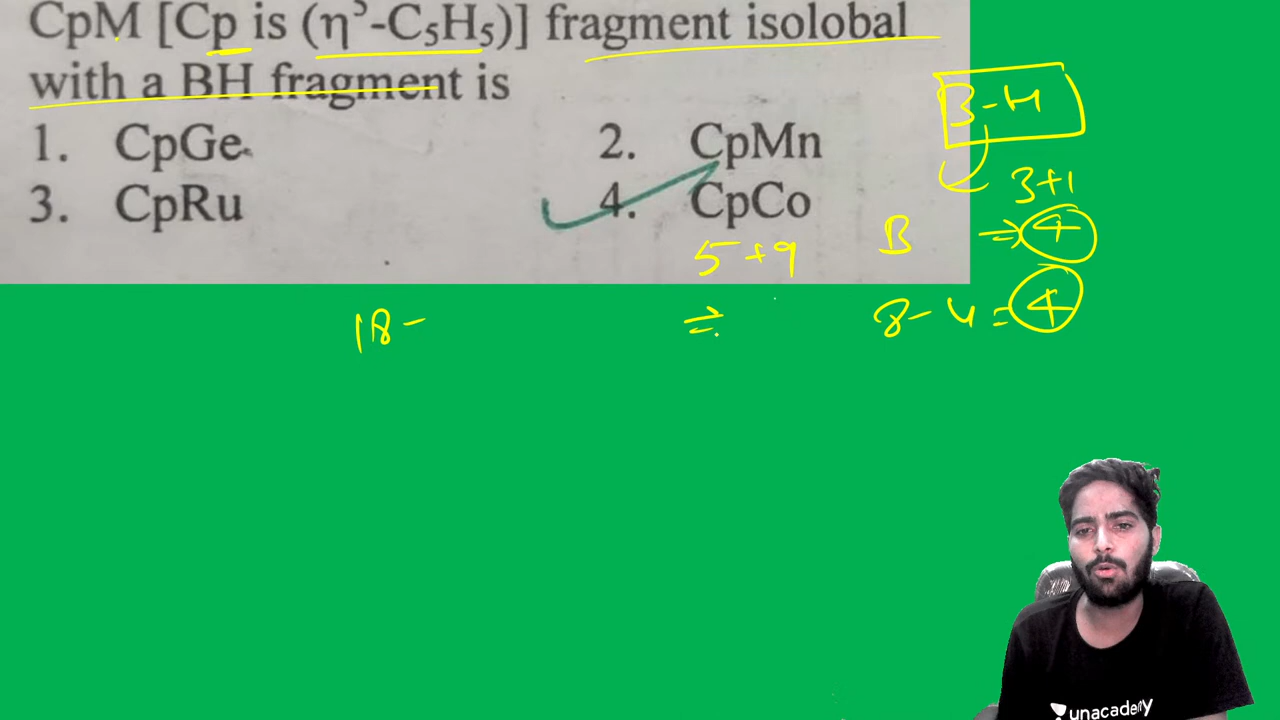 CpM [Cp is (η⁵-C₅H₅)] fragment isolobal
with a BH fragment is
1. CpGe
2. CpMn
3. CpRu
4. CpCo
B-H
3+1
B ⇒ 4
5+9
8-4=4
18-
⇌
unacademy